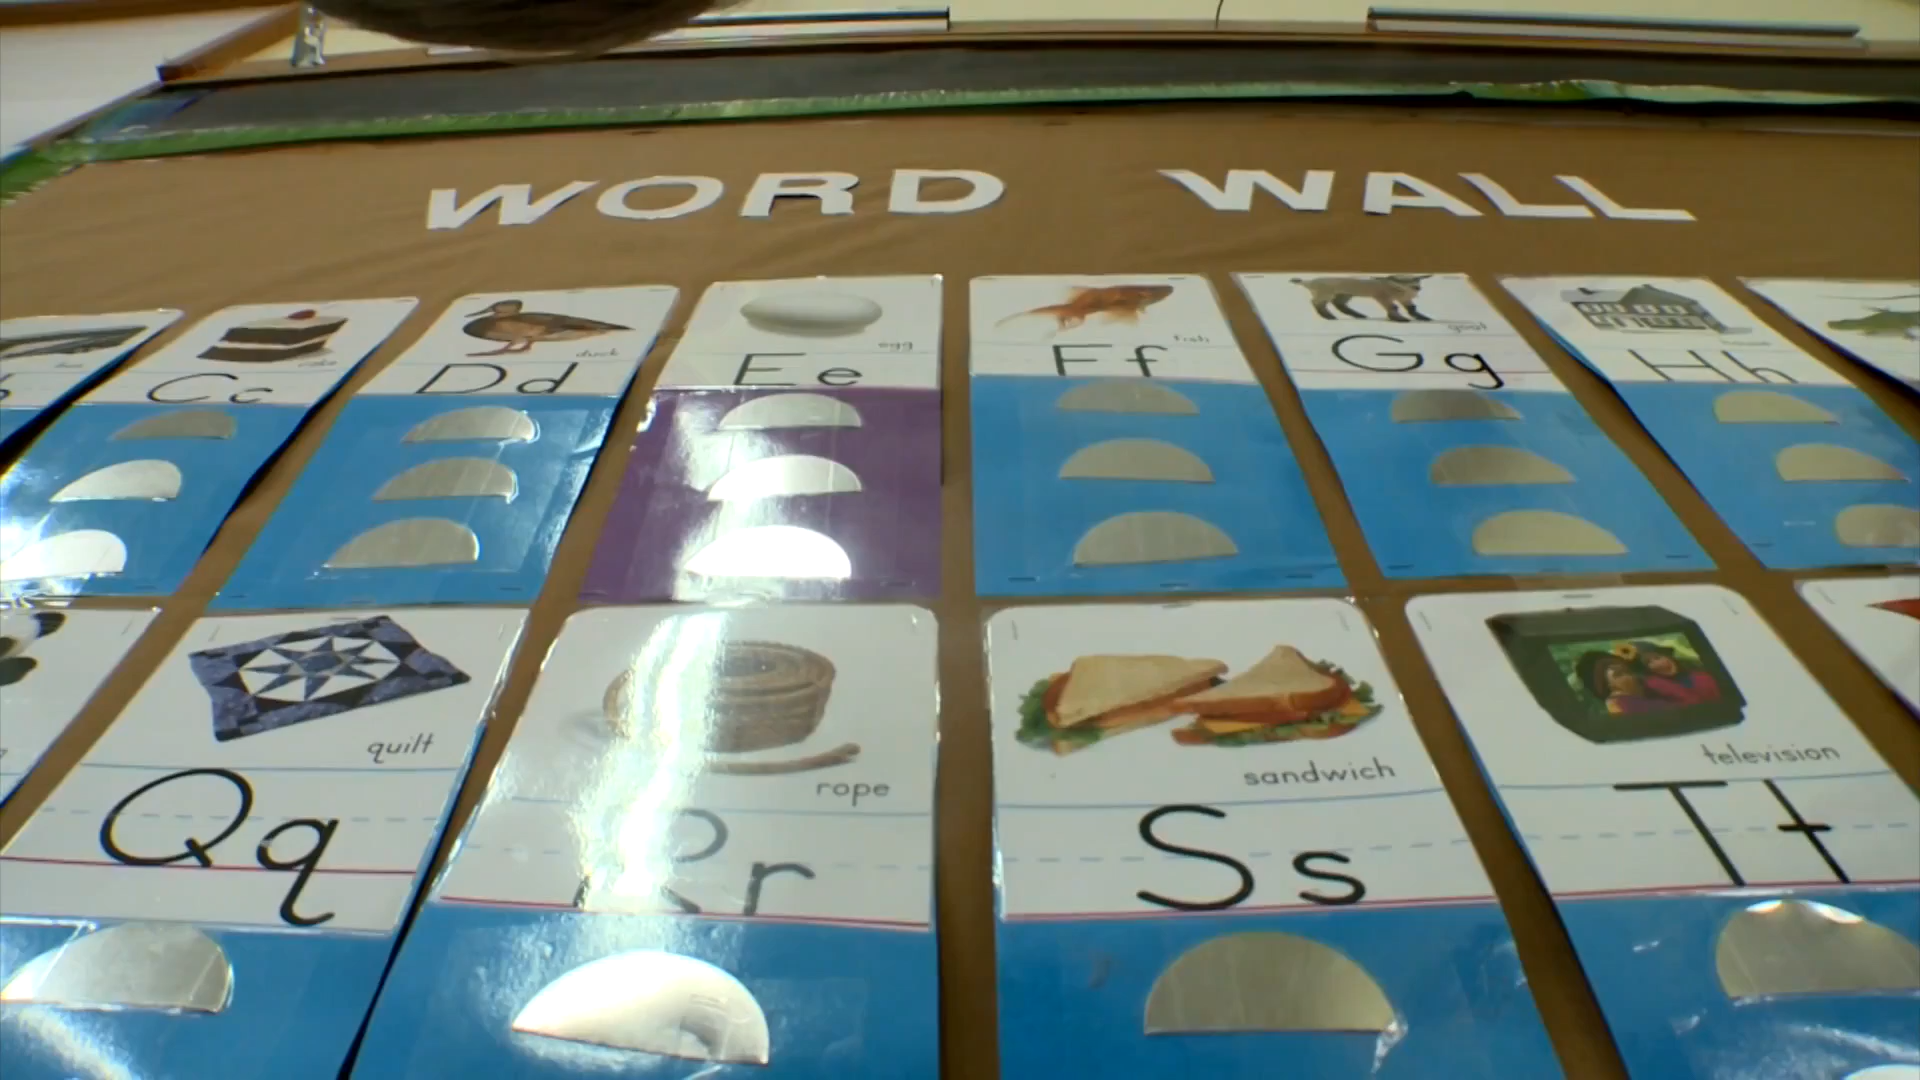 WORD WALL
cake
duck
egg
fish
goat
Cc
Dd
Ee
Ff
Gg
Hh
quilt
rope
sandwich
television
Qq
Rr
Ss
Tt